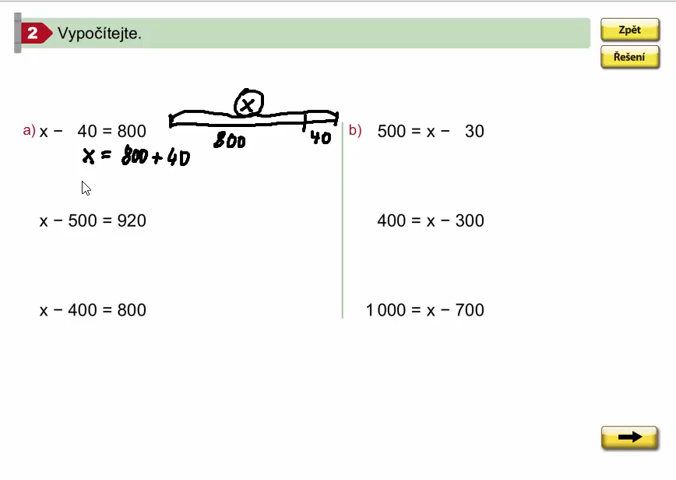 2 Vypočítejte.
Zpět
Řešení
x
800 40
a) x − 40 = 800
x = 800 + 40
x − 500 = 920
x − 400 = 800
b) 500 = x − 30
400 = x − 300
1 000 = x − 700